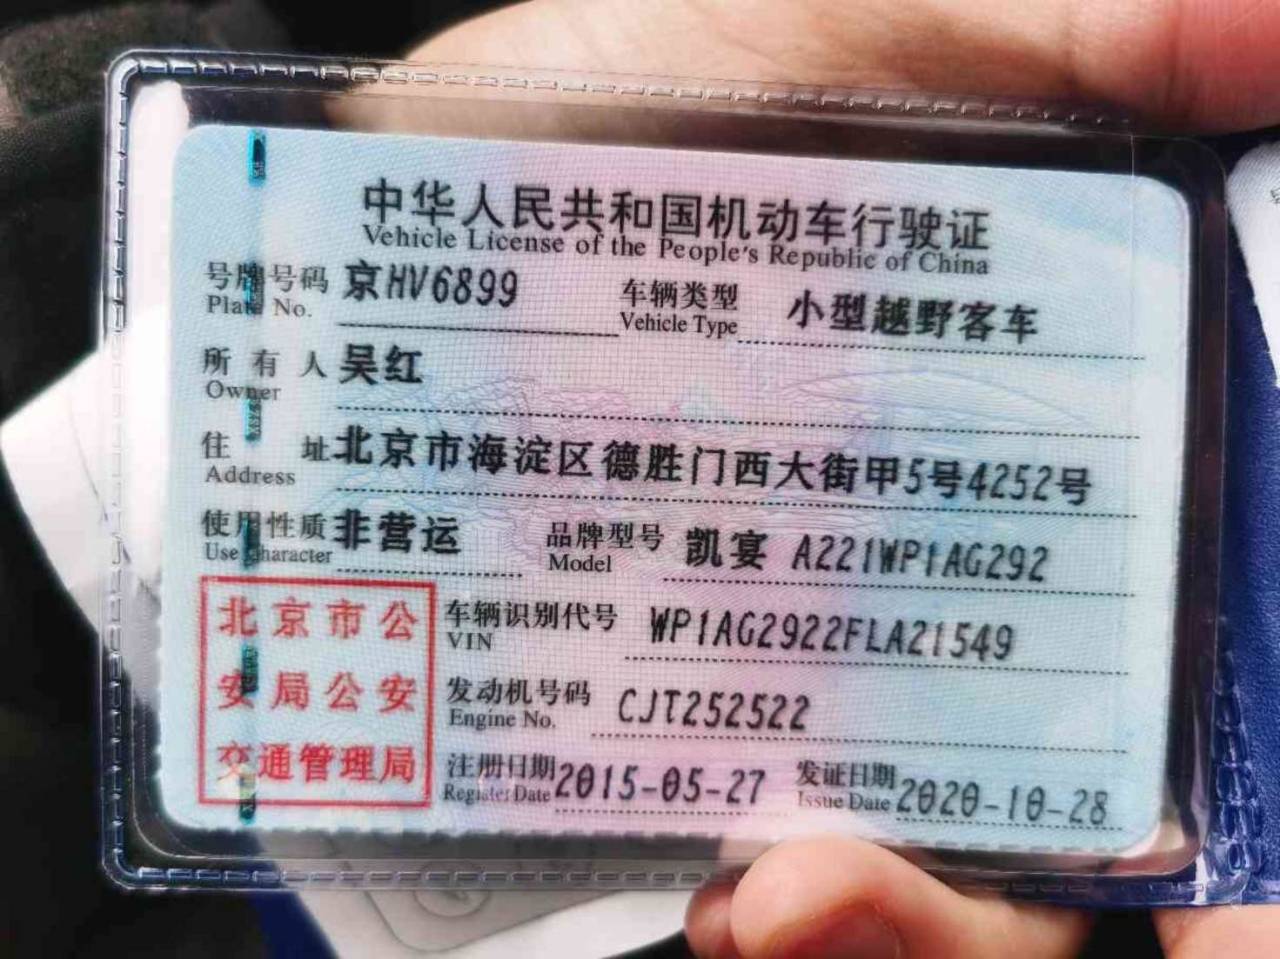 中华人民共和国机动车行驶证
Vehicle License of the People's Republic of China
号牌号码 京HV6899 车辆类型 小型越野客车
Plate No. Vehicle Type
所有人 吴红
Owner
住址 北京市海淀区德胜门西大街甲5号4252号
Address
使用性质 非营运 品牌型号 凯宴 A221WP1AG292
Use Character Model
北京市公
安局公安
交通管理局
车辆识别代号 WP1AG2922FLA21549
VIN
发动机号码 CJT252522
Engine No.
注册日期 2015-05-27 发证日期 2020-10-28
Register Date Issue Date